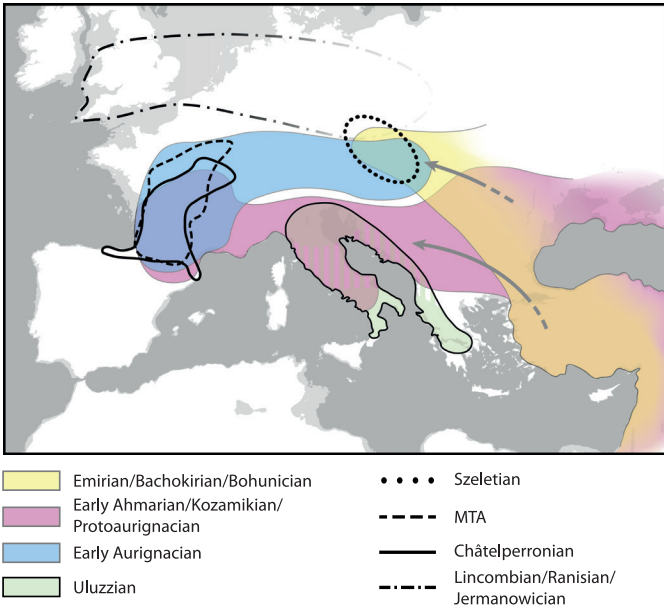 Emirian/Bachokirian/Bohunician
Early Ahmarian/Kozamikian/
Protoaurignacian
Early Aurignacian
Uluzzian
Szeletian
MTA
Châtelperronian
Lincombian/Ranisian/
Jermanowician